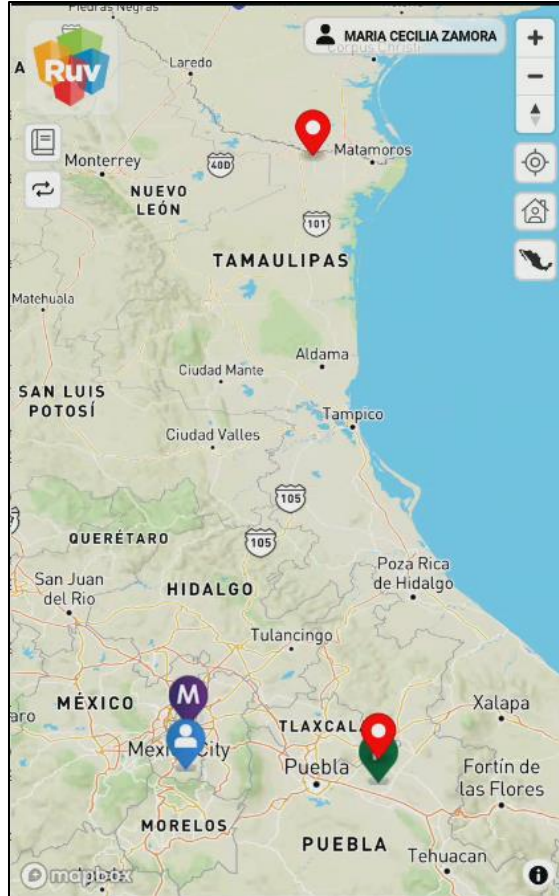 Piedras Negras
MARIA CECILIA ZAMORA
Corpus Christi
Ruv
Laredo
Monterrey
40D
Matamoros
NUEVO
LEÓN
101
TAMAULIPAS
Matehuala
Aldama
Ciudad Mante
SAN LUIS
POTOSÍ
Tampico
Ciudad Valles
105
QUERÉTARO
105
Poza Rica
de Hidalgo
San Juan
del Rio
HIDALGO
Tulancingo
M
MÉXICO
Xalapa
TLAXCALA
Mexico City
Puebla
Fortín de
las Flores
MORELOS
PUEBLA
Tehuacan
mapbox